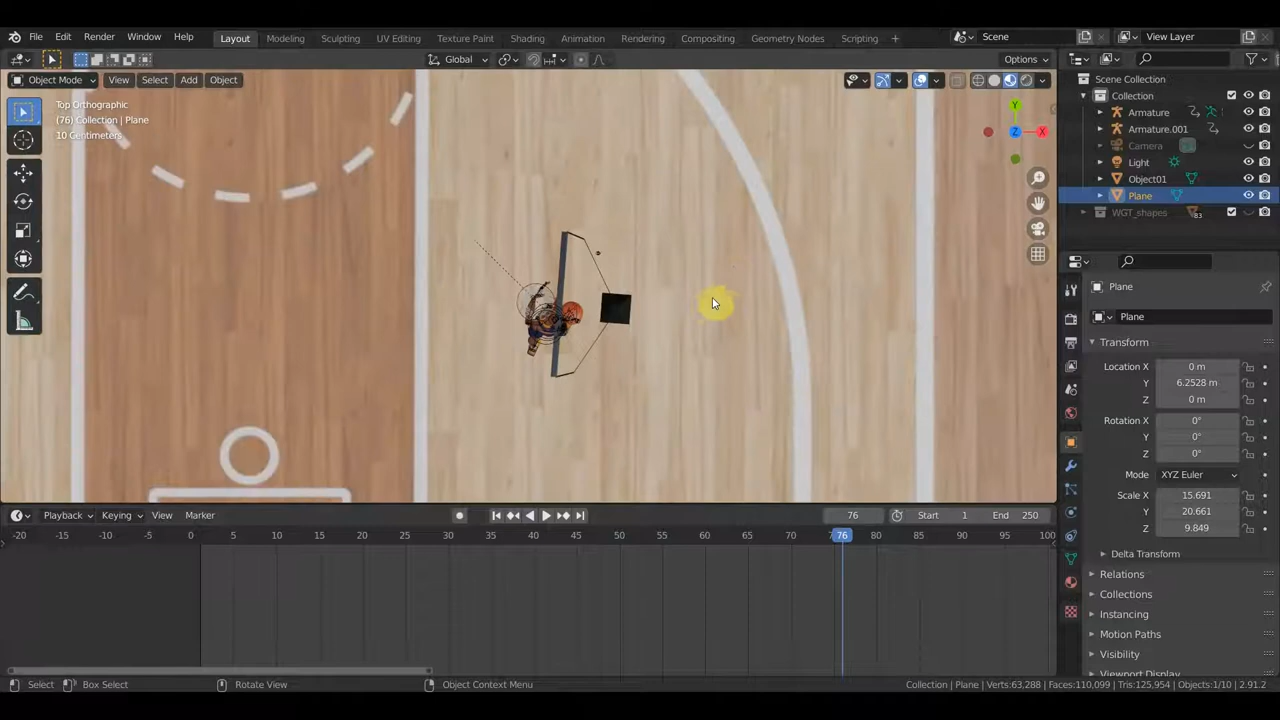 File Edit Render Window Help Layout Modeling Sculpting UV Editing Texture Paint Shading Animation Rendering Compositing Geometry Nodes Scripting + Scene View Layer
Global Options
Object Mode View Select Add Object
Top Orthographic
(76) Collection | Plane
10 Centimeters
Y
Z
X
Scene Collection
Collection
Armature
Armature.001
Camera
Light
Object01
Plane
WGT_shapes 83
Plane
Plane
Transform
Location X 0 m
Y 6.2528 m
Z 0 m
Rotation X 0°
Y 0°
Z 0°
Mode XYZ Euler
Scale X 15.691
Y 20.661
Z 9.849
Delta Transform
Relations
Collections
Instancing
Motion Paths
Visibility
Viewport Display
Playback Keying View Marker 76 Start 1 End 250
-20 -15 -10 -5 0 5 10 15 20 25 30 35 40 45 50 55 60 65 70 76 80 85 90 95 100
Select Box Select Rotate View Object Context Menu Collection | Plane | Verts:63,288 | Faces:110,099 | Tris:125,954 | Objects:1/10 | 2.91.2